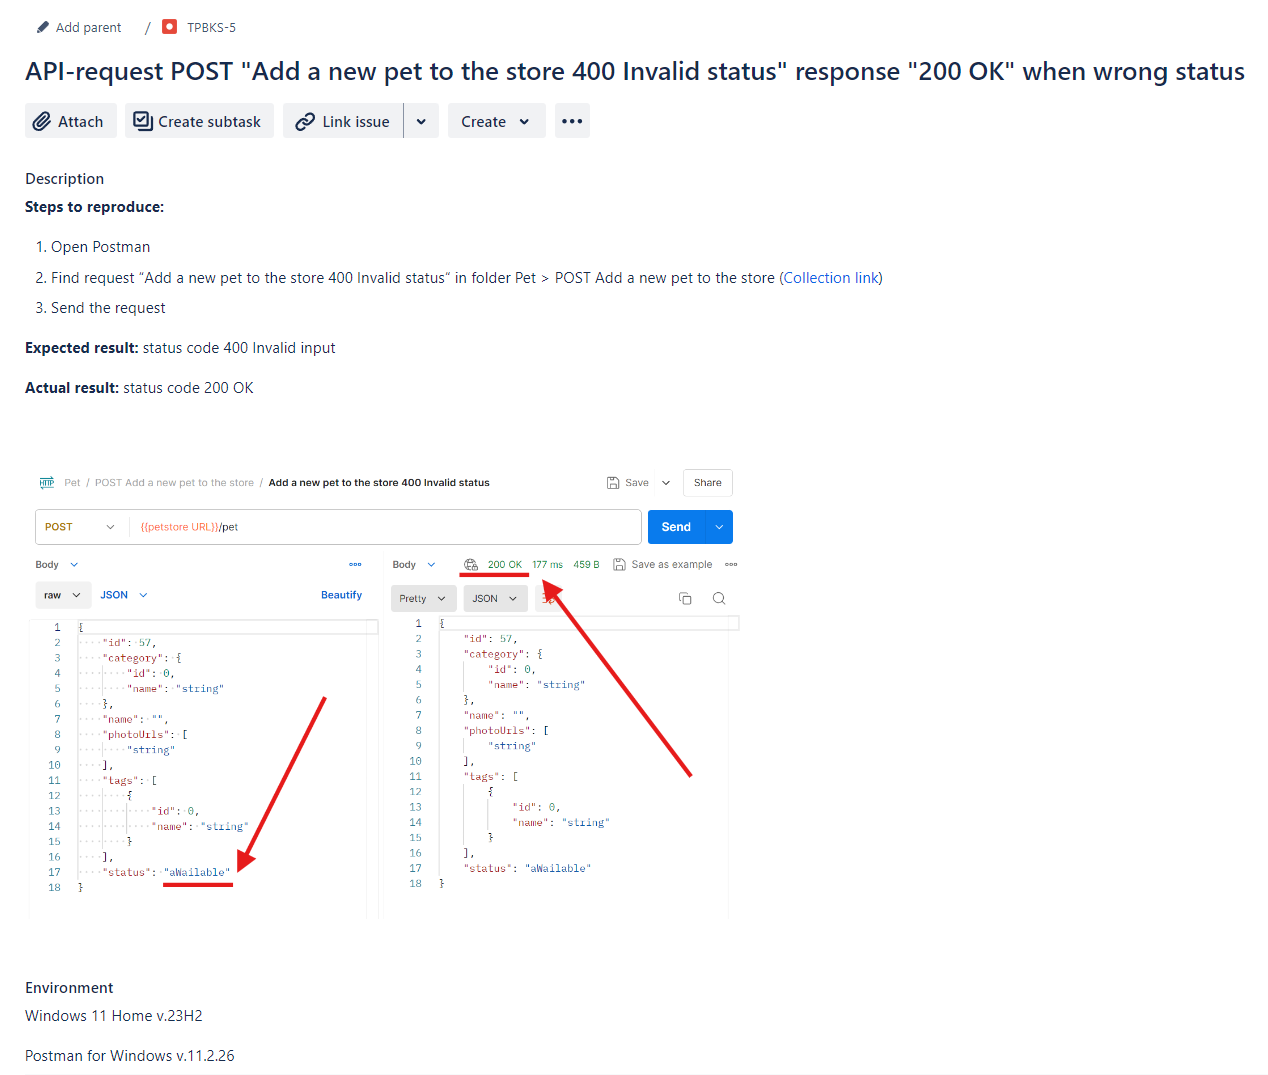 Add parent / TPBKS-5
API-request POST "Add a new pet to the store 400 Invalid status" response "200 OK" when wrong status
Attach Create subtask Link issue Create •••
Description
Steps to reproduce:
1. Open Postman
2. Find request “Add a new pet to the store 400 Invalid status“ in folder Pet > POST Add a new pet to the store (Collection link)
3. Send the request
Expected result: status code 400 Invalid input
Actual result: status code 200 OK
HTTP Pet / POST Add a new pet to the store / Add a new pet to the store 400 Invalid status Save Share
POST {{petstore URL}}/pet Send
Body
raw JSON Beautify
1 {
2 "id": 57,
3 "category": {
4 "id": 0,
5 "name": "string"
6 },
7 "name": "",
8 "photoUrls": [
9 "string"
10 ],
11 "tags": [
12 {
13 "id": 0,
14 "name": "string"
15 }
16 ],
17 "status": "aWailable"
18 }
Body 200 OK 177 ms 459 B Save as example
Pretty JSON
1 {
2 "id": 57,
3 "category": {
4 "id": 0,
5 "name": "string"
6 },
7 "name": "",
8 "photoUrls": [
9 "string"
10 ],
11 "tags": [
12 {
13 "id": 0,
14 "name": "string"
15 }
16 ],
17 "status": "aWailable"
18 }
Environment
Windows 11 Home v.23H2
Postman for Windows v.11.2.26